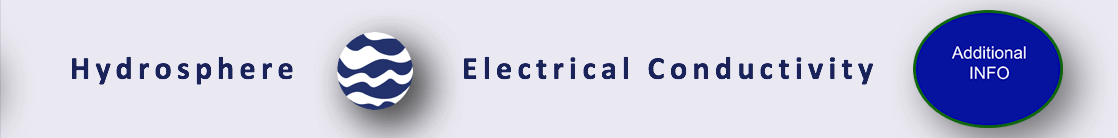 Hydrosphere
Electrical Conductivity
Additional
INFO